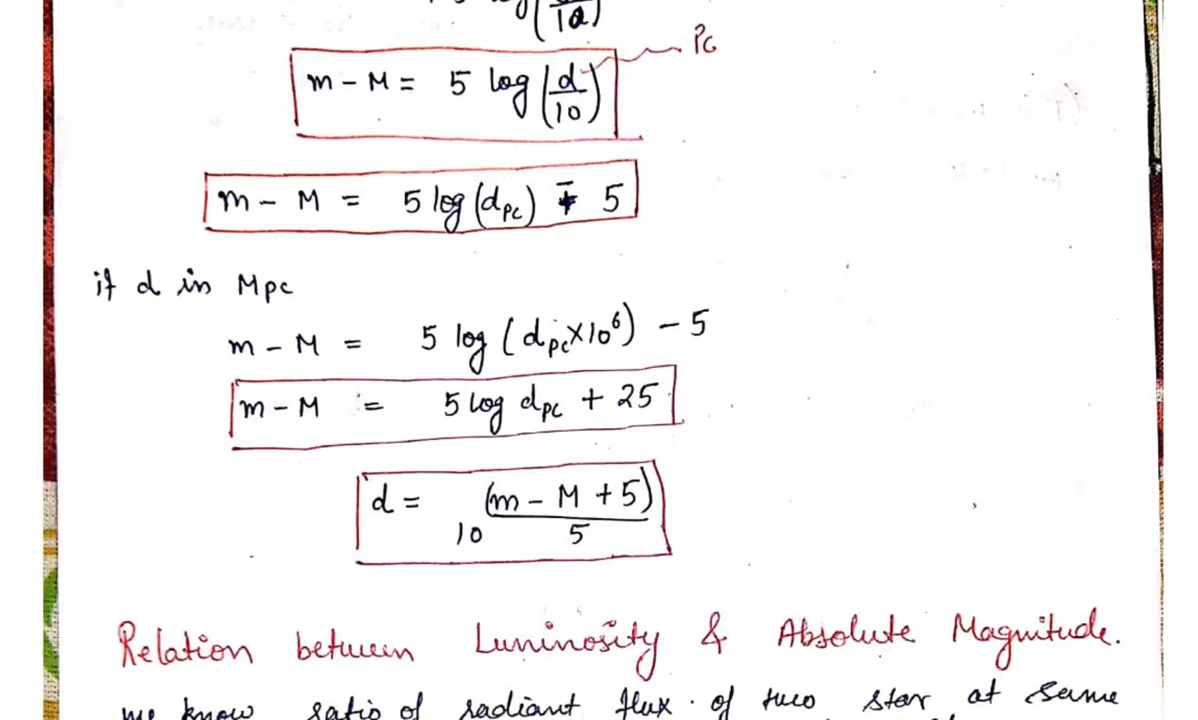 Pc
m - M = 5 log (d/10)
m - M = 5 log (dpc) - 5
if d in Mpc
m - M = 5 log (dpc×10⁶) - 5
m - M = 5 log dpc + 25
d = 10^((m - M + 5)/5)
Relation between Luminosity & Absolute Magnitude.
we know ratio of radiant flux of two star at same